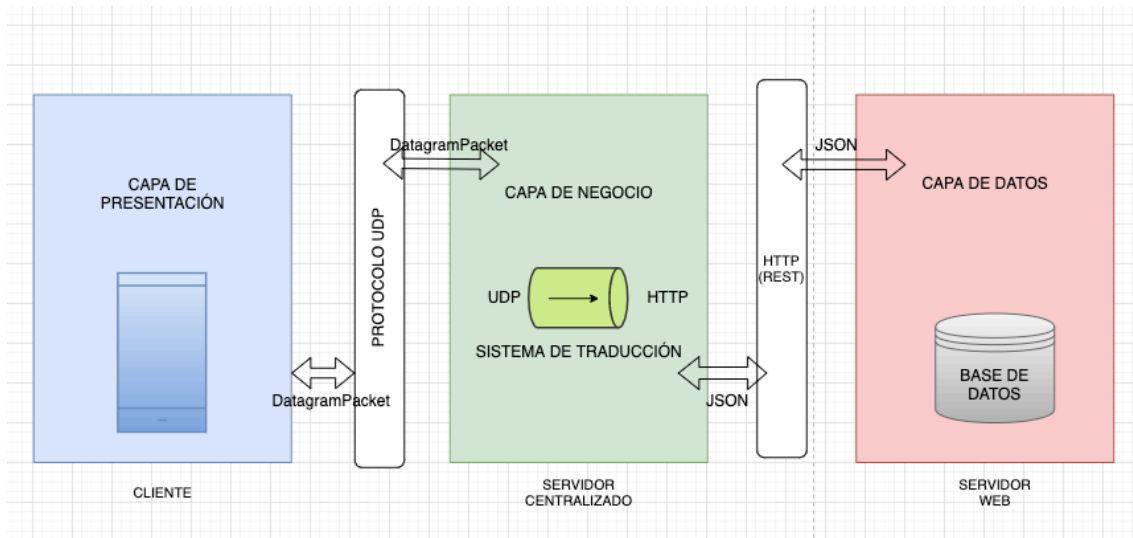 CAPA DE
PRESENTACIÓN
CLIENTE
DatagramPacket
PROTOCOLO UDP
DatagramPacket
CAPA DE NEGOCIO
UDP
HTTP
SISTEMA DE TRADUCCIÓN
SERVIDOR
CENTRALIZADO
JSON
HTTP
(REST)
JSON
CAPA DE DATOS
BASE DE
DATOS
SERVIDOR
WEB